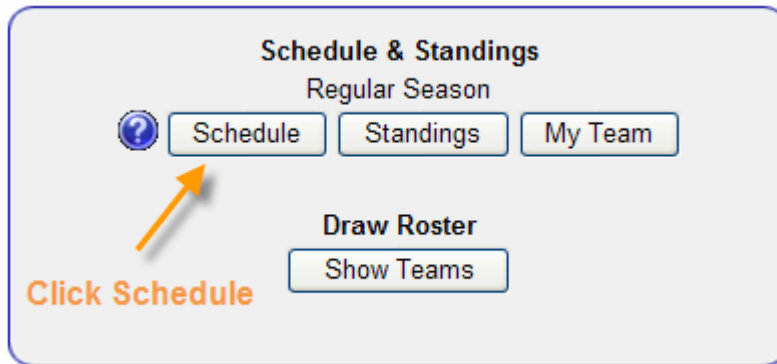 Schedule & Standings
Regular Season
? Schedule Standings My Team
Draw Roster
Show Teams
Click Schedule